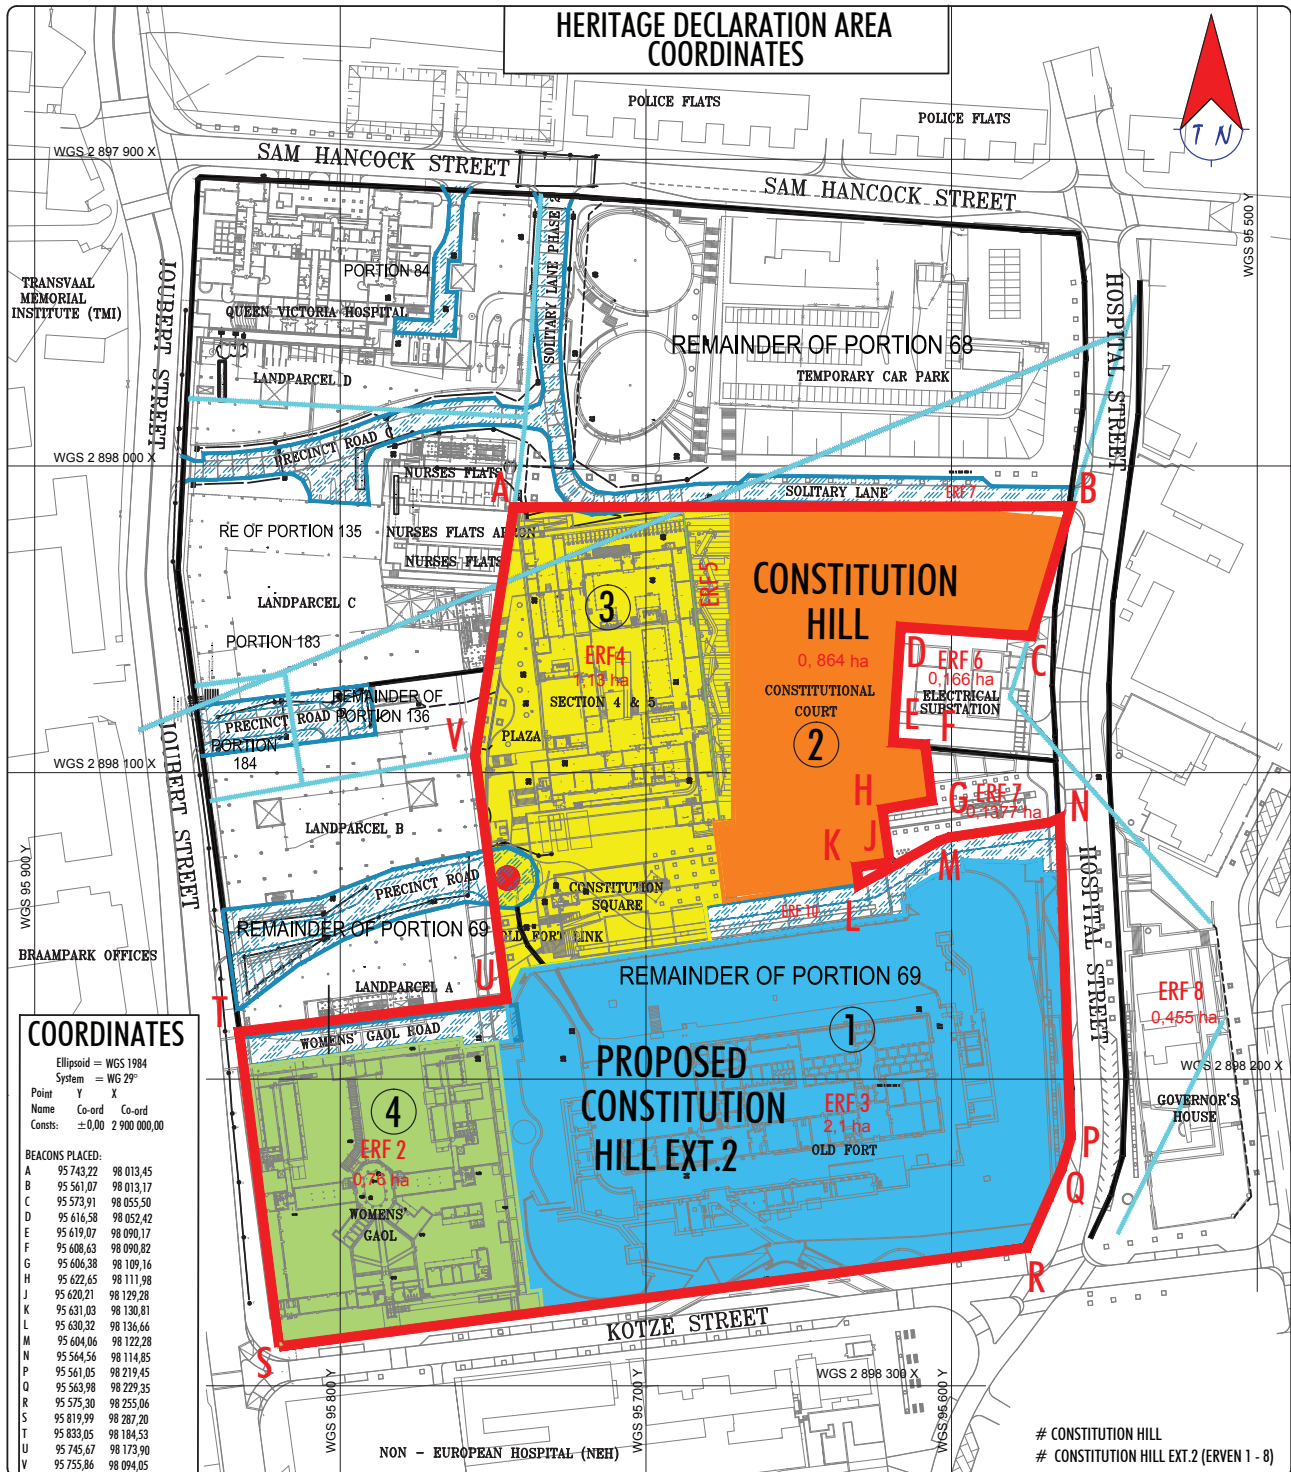 HERITAGE DECLARATION AREA
COORDINATES
T N
POLICE FLATS
POLICE FLATS
WGS 2 897 900 X
SAM HANCOCK STREET
SAM HANCOCK STREET
WGS 95 500 Y
TRANSVAAL
MEMORIAL
INSTITUTE (TMI)
JOUBERT STREET
PORTION 84
QUEEN VICTORIA HOSPITAL
LANDPARCEL D
SOLITARY LANE PHASE 2
REMAINDER OF PORTION 68
TEMPORARY CAR PARK
HOSPITAL STREET
WGS 2 898 000 X
PRECINCT ROAD C
NURSES FLATS
A
SOLITARY LANE
ERF 7
B
RE OF PORTION 135
NURSES FLATS
NURSES FLATS
LANDPARCEL C
PORTION 183
3
ERF4
1,13 ha
SECTION 4 & 5
ERF 5
CONSTITUTION
HILL
0, 864 ha
CONSTITUTIONAL
COURT
2
D
ERF 6
0,166 ha
ELECTRICAL
SUBSTATION
C
E
F
REMAINDER OF
PORTION 136
PRECINCT ROAD B
PORTION
184
V
PLAZA
WGS 2 898 100 X
JOUBERT STREET
LANDPARCEL B
H
G
ERF 7
0,1377 ha
N
J
K
M
L
WGS 95 900 Y
PRECINCT ROAD
CONSTITUTION
SQUARE
ERF 10
HOSPITAL STREET
REMAINDER OF PORTION 69
OLD FORT LINK
BRAAMPARK OFFICES
LANDPARCEL A
U
T
REMAINDER OF PORTION 69
ERF 8
0,455 ha
WOMENS' GAOL ROAD
1
PROPOSED
CONSTITUTION
HILL EXT.2
ERF 3
2,1 ha
OLD FORT
WGS 2 898 200 X
GOVERNOR'S
HOUSE
4
ERF 2
0,76 ha
WOMENS'
GAOL
P
Q
R
S
KOTZE STREET
WGS 95 800 Y
WGS 95 700 Y
WGS 2 898 300 X
WGS 95 600 Y
NON - EUROPEAN HOSPITAL (NEH)
# CONSTITUTION HILL
# CONSTITUTION HILL EXT.2 (ERVEN 1 - 8)
COORDINATES
Ellipsoid = WGS 1984
System = WG 29°
Point Y X
Name Co-ord Co-ord
Consts: ±0,00 2 900 000,00
BEACONS PLACED:
A 95 743,22 98 013,45
B 95 561,07 98 013,17
C 95 573,91 98 055,50
D 95 616,58 98 052,42
E 95 619,07 98 090,17
F 95 608,63 98 090,82
G 95 606,38 98 109,16
H 95 622,65 98 111,98
J 95 620,21 98 129,28
K 95 631,03 98 130,81
L 95 630,32 98 136,66
M 95 604,06 98 122,28
N 95 564,56 98 114,85
P 95 561,05 98 219,45
Q 95 563,98 98 229,35
R 95 575,30 98 255,06
S 95 819,99 98 287,20
T 95 833,05 98 184,53
U 95 745,67 98 173,90
V 95 755,86 98 094,05